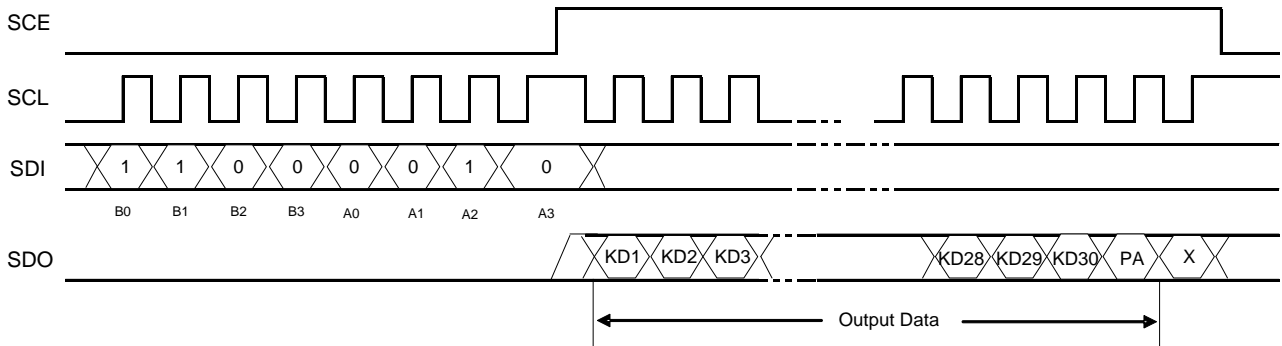 SCE
SCL
SDI 1 1 0 0 0 0 1 0
B0 B1 B2 B3 A0 A1 A2 A3
SDO KD1 KD2 KD3 KD28 KD29 KD30 PA X
Output Data